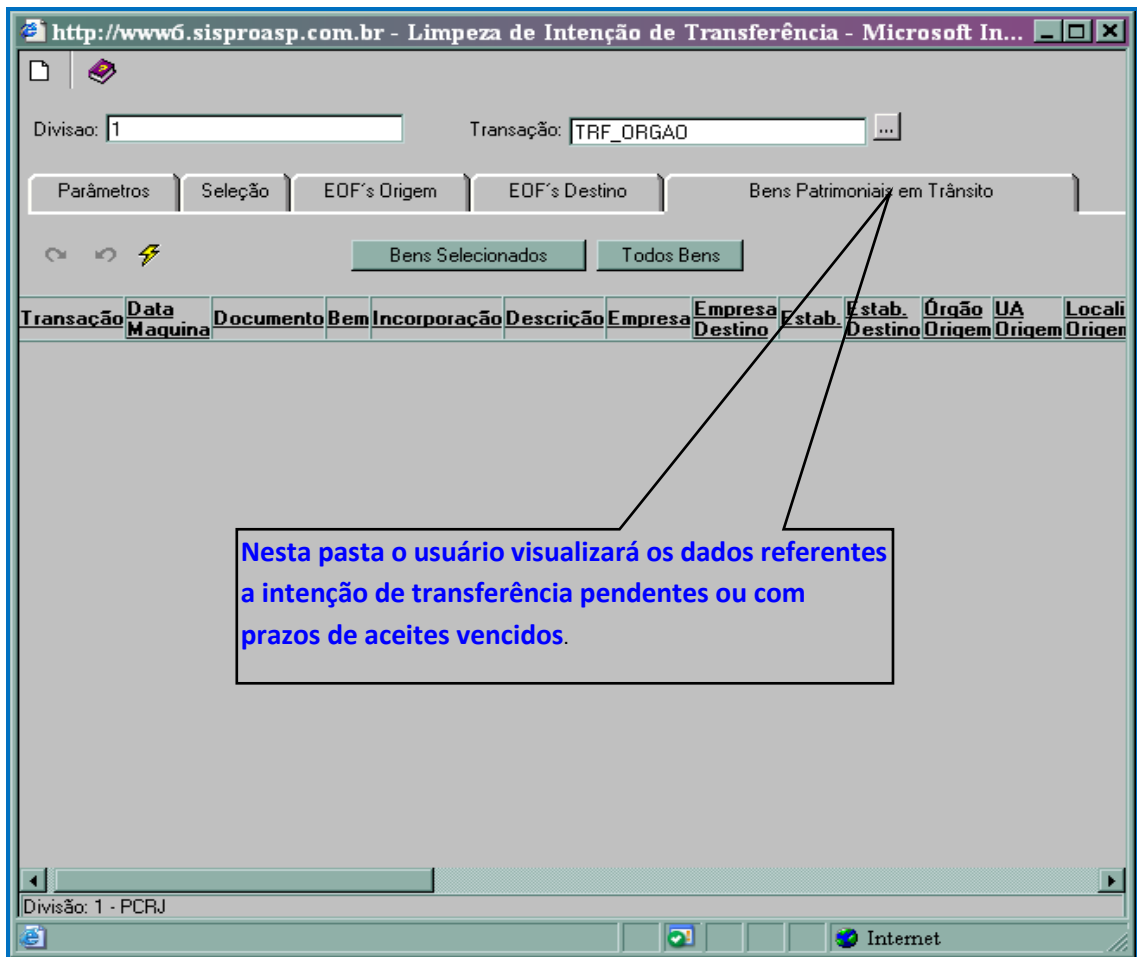 http://www6.sisproasp.com.br - Limpeza de Intenção de Transferência - Microsoft In...
Divisao: 1 Transação: TRF_ORGAO ...
Parâmetros Seleção EOF´s Origem EOF´s Destino Bens Patrimoniais em Trânsito
Bens Selecionados Todos Bens
Transação Data Maquina Documento Bem Incorporação Descrição Empresa Empresa Destino Estab. Estab. Destino Órgão Origem UA Origem Locali Origen
Nesta pasta o usuário visualizará os dados referentes
a intenção de transferência pendentes ou com
prazos de aceites vencidos.
Divisão: 1 - PCRJ
Internet